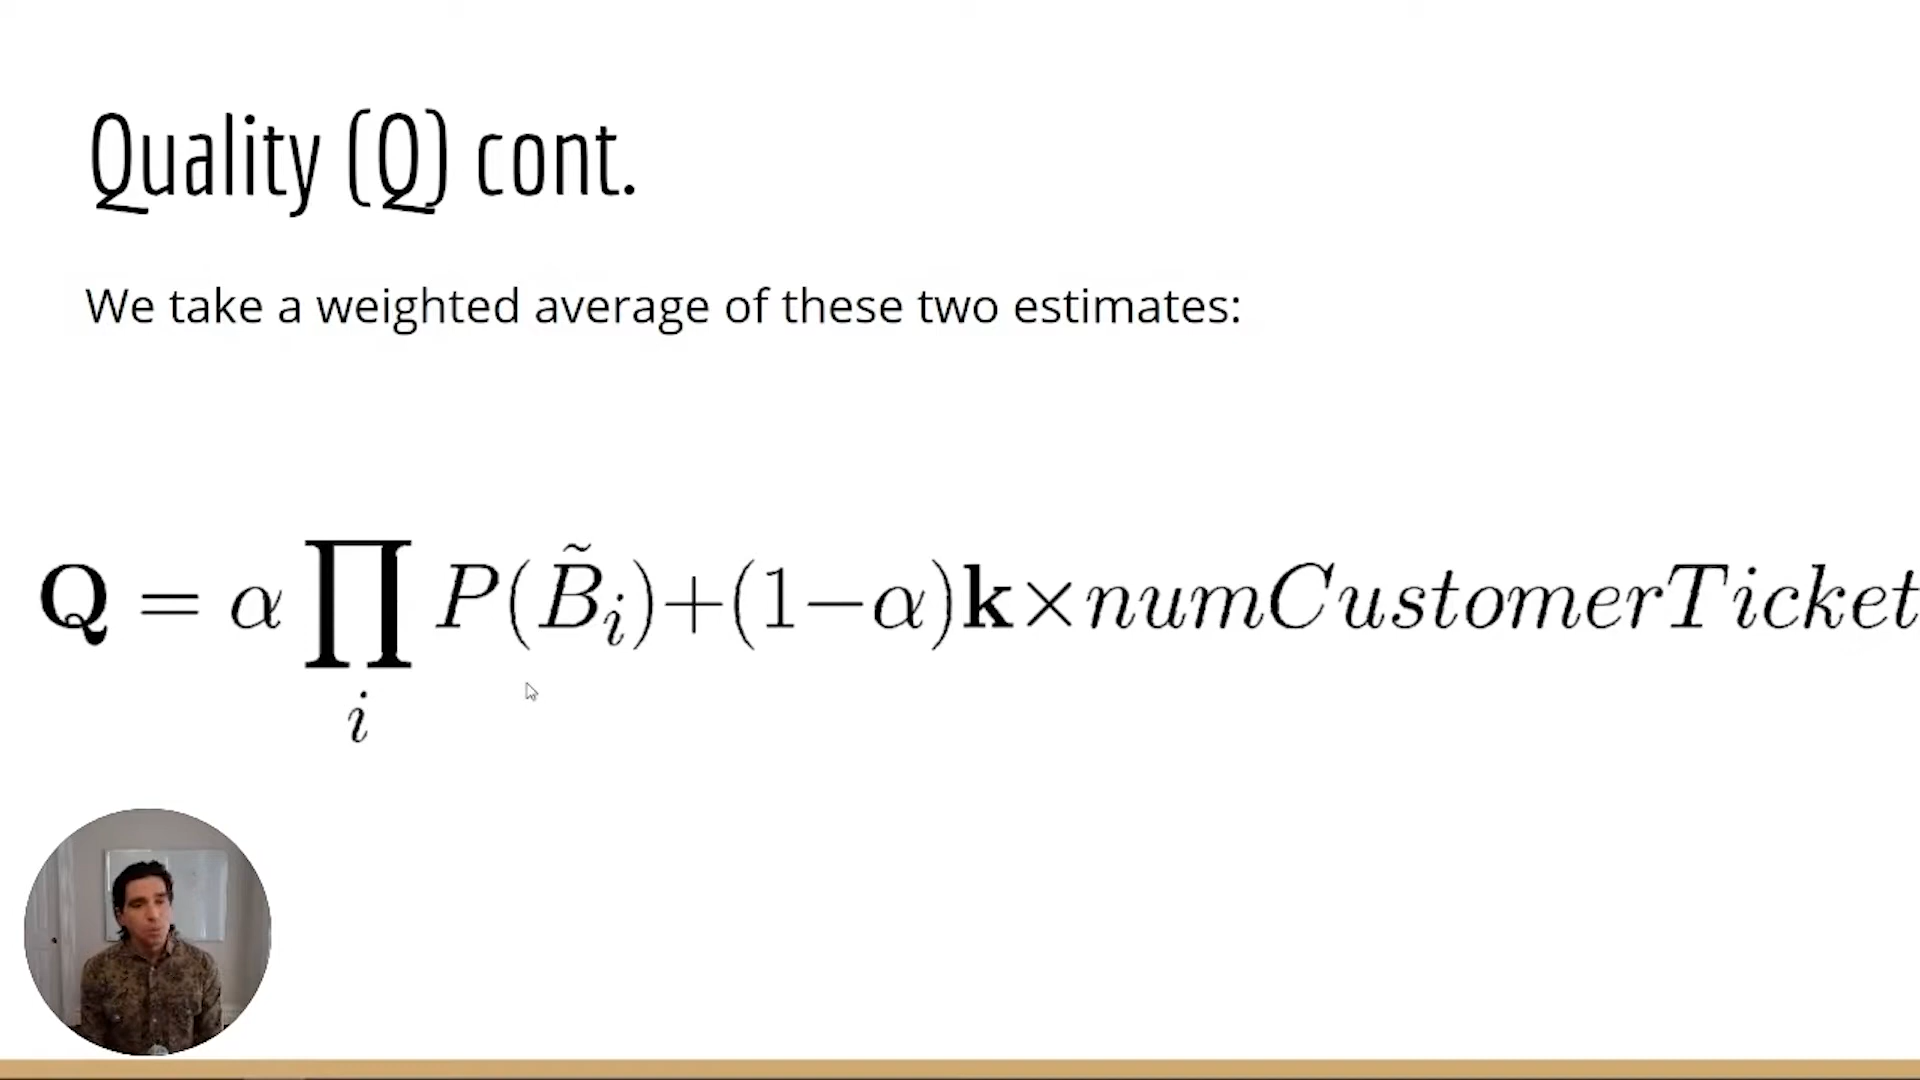 Quality (Q) cont.
We take a weighted average of these two estimates:
Q = α ∏ P(B̃ᵢ)+(1−α)k×numCustomerTicket
i